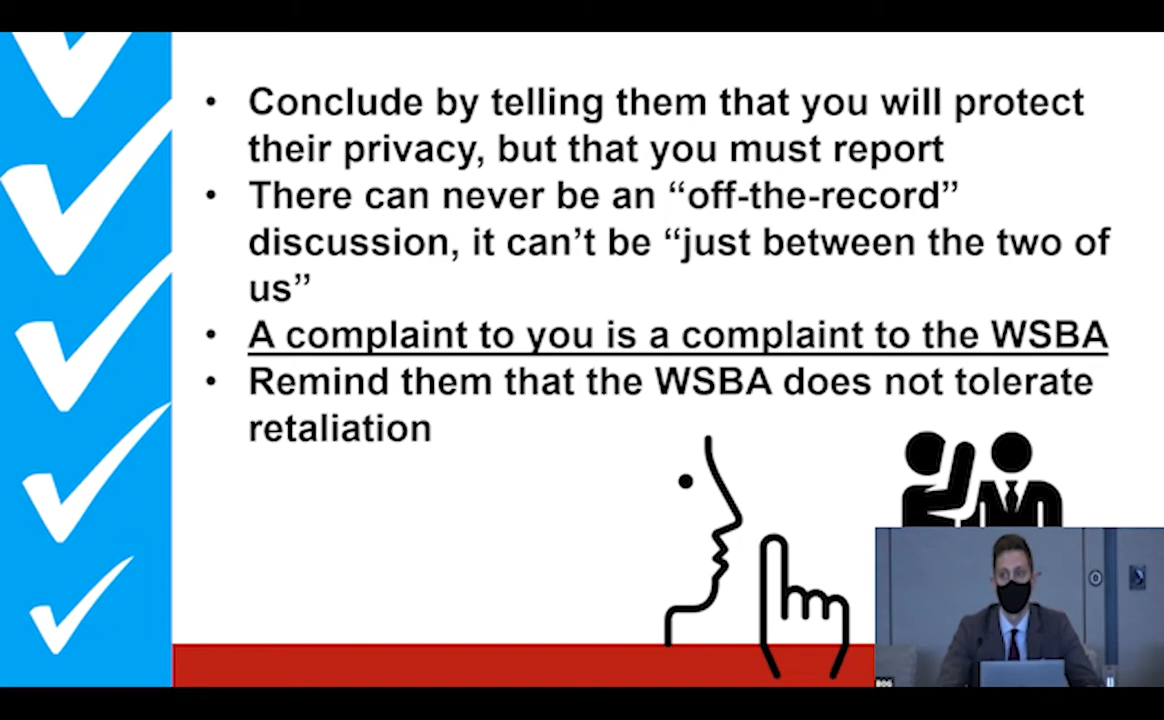 • Conclude by telling them that you will protect
their privacy, but that you must report
• There can never be an “off-the-record”
discussion, it can’t be “just between the two of
us”
• A complaint to you is a complaint to the WSBA
• Remind them that the WSBA does not tolerate
retaliation
BOG